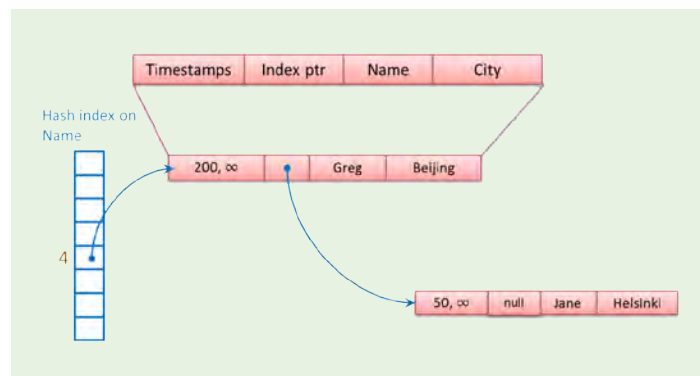 Timestamps Index ptr Name City
Hash index on
Name
200, ∞ Greg Beijing
4
50, ∞ null Jane Helsinki